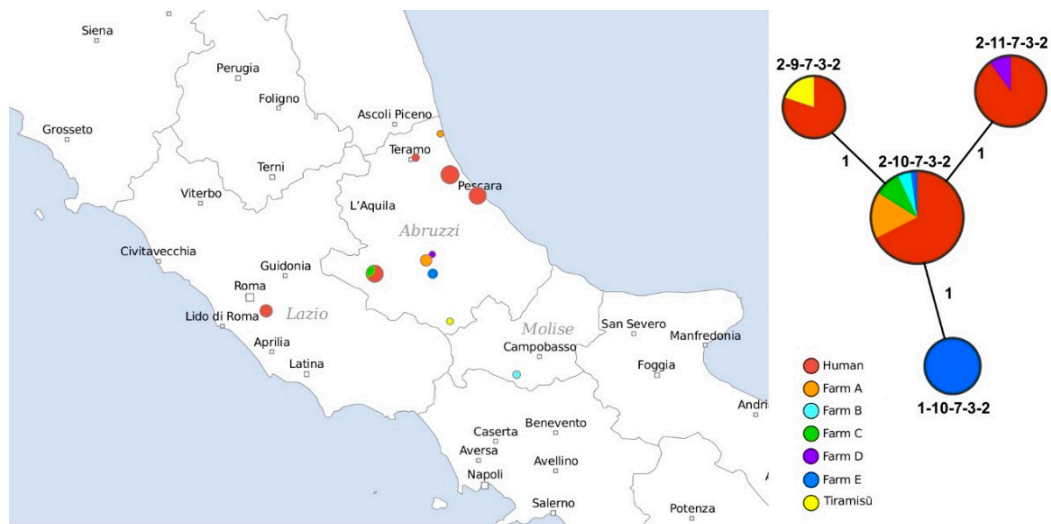 Siena
Perugia
Foligno
Grosseto
Ascoli Piceno
Teramo
Terni
Viterbo
Pescara
L'Aquila
Abruzzi
Civitavecchia
Guidonia
Roma
Lazio
Lido di Roma
Aprilia
Latina
Molise
Campobasso
San Severo
Manfredonia
Foggia
Andri
Benevento
Caserta
Aversa
Avellino
Napoli
Salerno
Potenza
A
2-9-7-3-2
2-11-7-3-2
1
1
2-10-7-3-2
1
1-10-7-3-2
Human
Farm A
Farm B
Farm C
Farm D
Farm E
Tiramisù